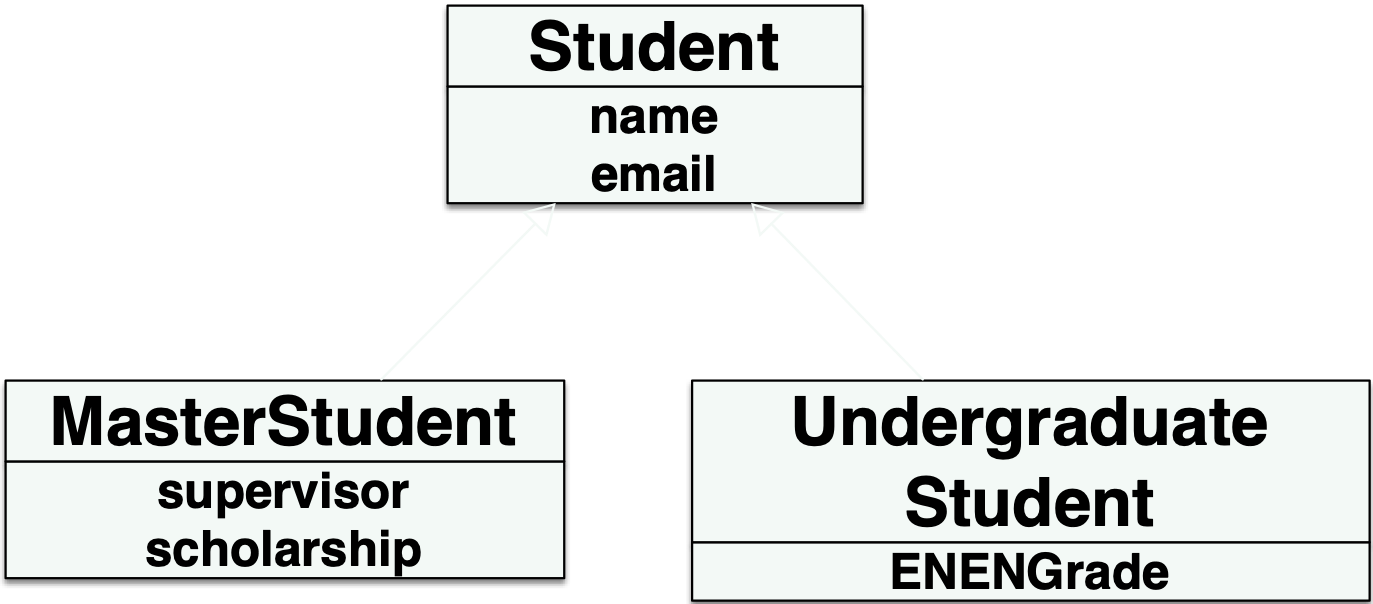 Student
name
email
MasterStudent
supervisor
scholarship
Undergraduate
Student
ENENGrade